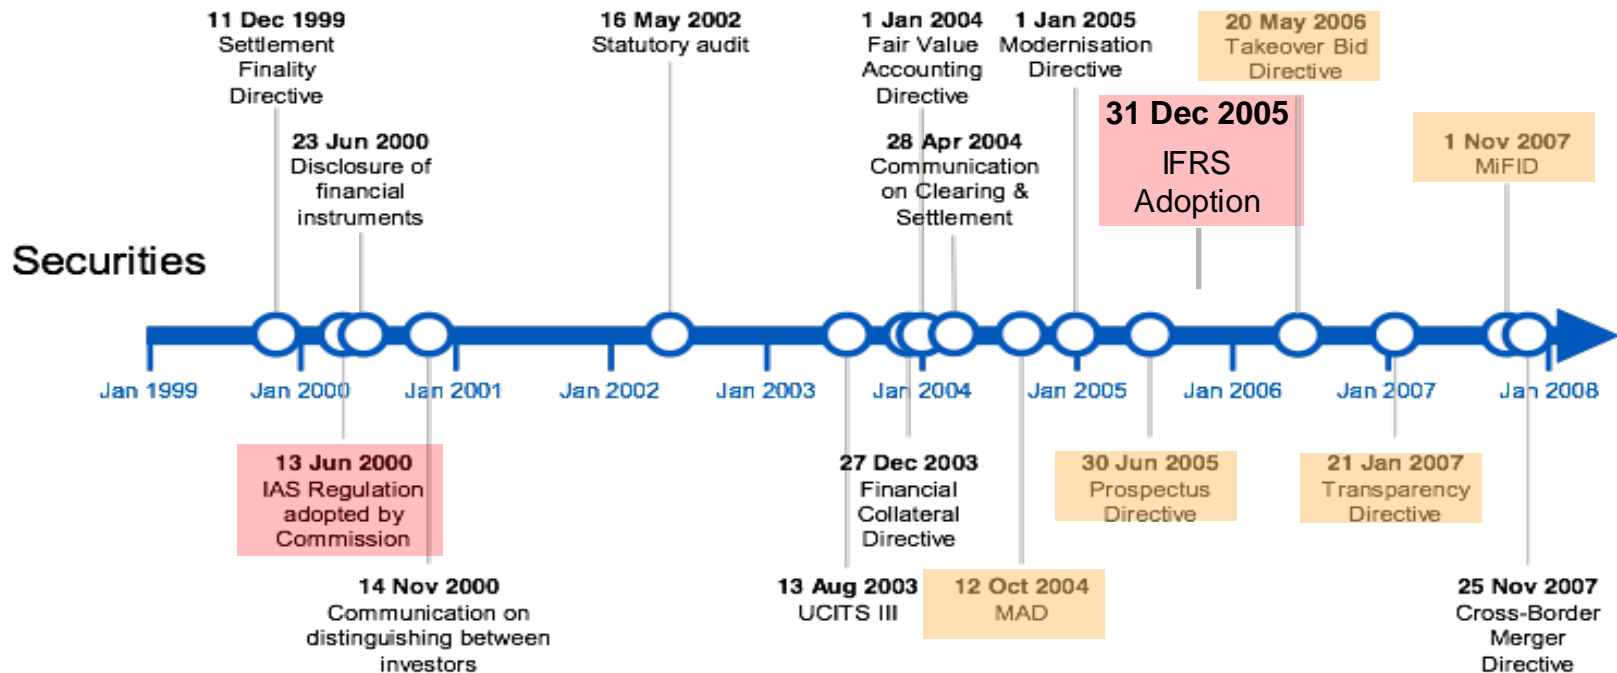 11 Dec 1999
Settlement
Finality
Directive
23 Jun 2000
Disclosure of
financial
instruments
16 May 2002
Statutory audit
1 Jan 2004
Fair Value
Accounting
Directive
28 Apr 2004
Communication
on Clearing &
Settlement
1 Jan 2005
Modernisation
Directive
31 Dec 2005
IFRS
Adoption
20 May 2006
Takeover Bid
Directive
1 Nov 2007
MiFID
Securities
Jan 1999
Jan 2000
Jan 2001
Jan 2002
Jan 2003
Jan 2004
Jan 2005
Jan 2006
Jan 2007
Jan 2008
13 Jun 2000
IAS Regulation
adopted by
Commission
14 Nov 2000
Communication on
distinguishing between
investors
13 Aug 2003
UCITS III
27 Dec 2003
Financial
Collateral
Directive
12 Oct 2004
MAD
30 Jun 2005
Prospectus
Directive
21 Jan 2007
Transparency
Directive
25 Nov 2007
Cross-Border
Merger
Directive